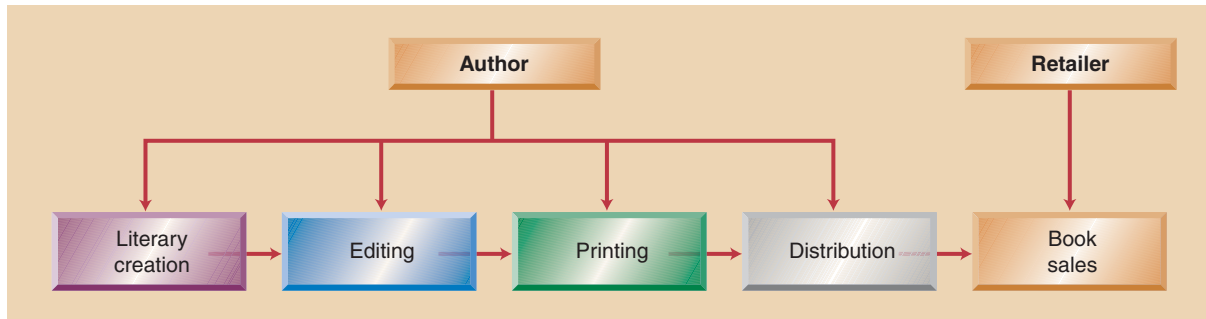 Author
Retailer
Literary
creation
Editing
Printing
Distribution
Book
sales